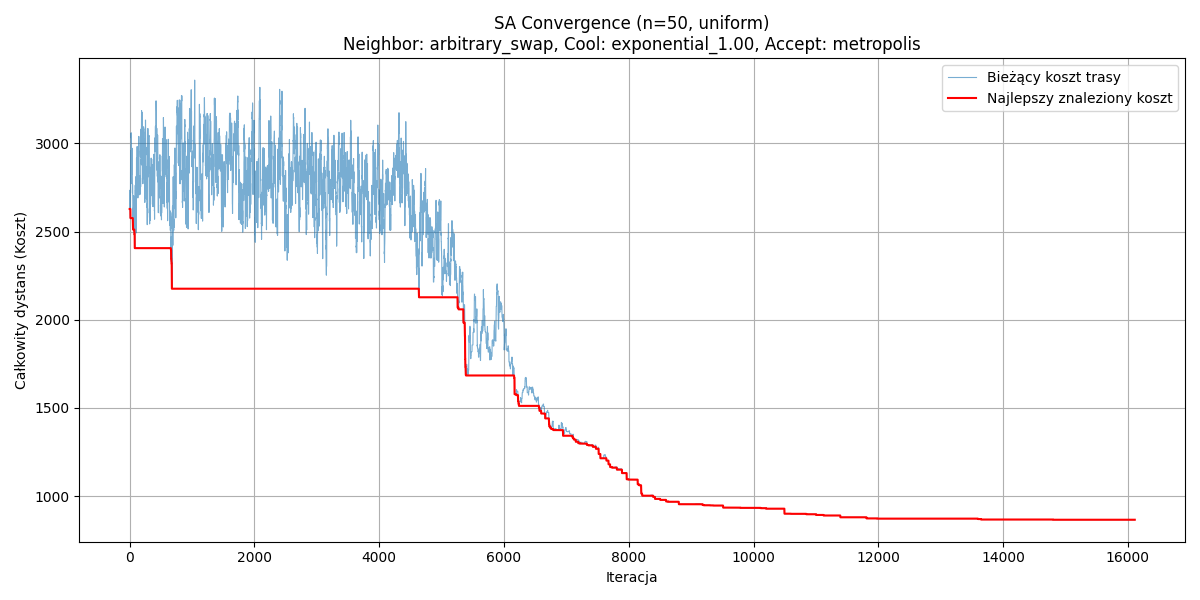 SA Convergence (n=50, uniform)
Neighbor: arbitrary_swap, Cool: exponential_1.00, Accept: metropolis
Bieżący koszt trasy
Najlepszy znaleziony koszt
Całkowity dystans (Koszt)
3000
2500
2000
1500
1000
0 2000 4000 6000 8000 10000 12000 14000 16000
Iteracja